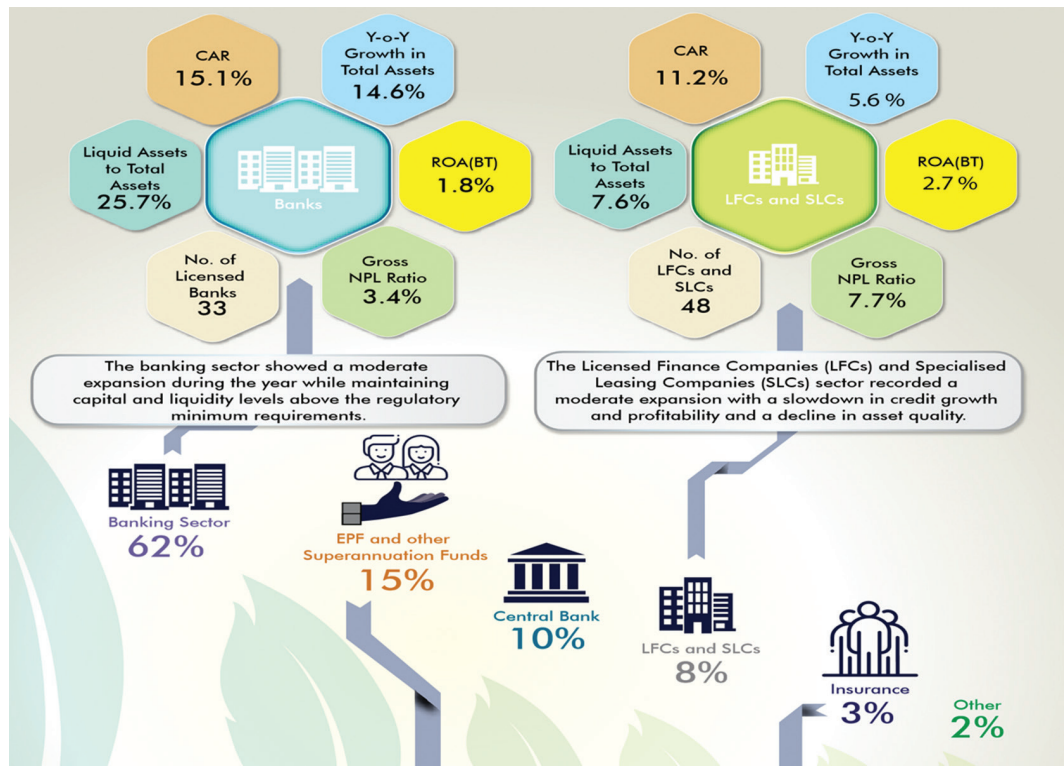 CAR
15.1%
Y-o-Y
Growth in
Total Assets
14.6%
Liquid Assets
to Total
Assets
25.7%
Banks
ROA(BT)
1.8%
No. of
Licensed
Banks
33
Gross
NPL Ratio
3.4%
The banking sector showed a moderate
expansion during the year while maintaining
capital and liquidity levels above the regulatory
minimum requirements.
CAR
11.2%
Y-o-Y
Growth in
Total Assets
5.6 %
Liquid Assets
to Total
Assets
7.6%
LFCs and SLCs
ROA(BT)
2.7 %
No. of
LFCs and
SLCs
48
Gross
NPL Ratio
7.7%
The Licensed Finance Companies (LFCs) and Specialised
Leasing Companies (SLCs) sector recorded a
moderate expansion with a slowdown in credit growth
and profitability and a decline in asset quality.
Banking Sector
62%
EPF and other
Superannuation Funds
15%
Central Bank
10%
LFCs and SLCs
8%
Insurance
3%
Other
2%